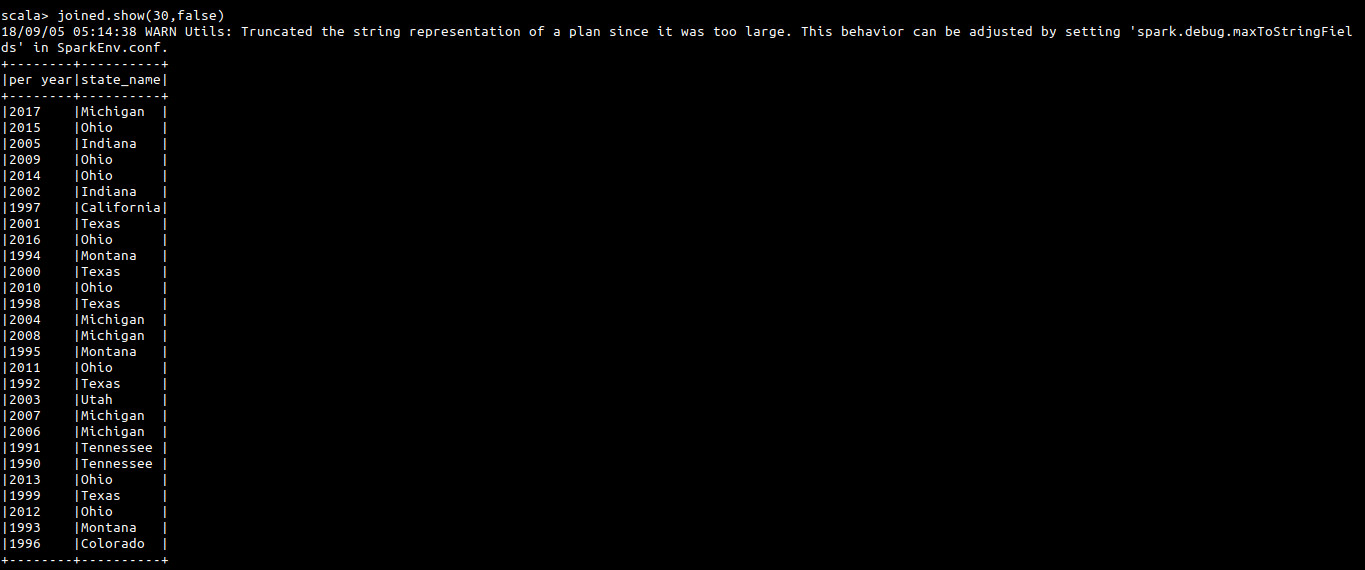 scala> joined.show(30,false)
18/09/05 05:14:38 WARN Utils: Truncated the string representation of a plan since it was too large. This behavior can be adjusted by setting 'spark.debug.maxToStringFiel
ds' in SparkEnv.conf.
+--------+----------+
|per year|state_name|
+--------+----------+
|2017    |Michigan  |
|2015    |Ohio      |
|2005    |Indiana   |
|2009    |Ohio      |
|2014    |Ohio      |
|2002    |Indiana   |
|1997    |California|
|2001    |Texas     |
|2016    |Ohio      |
|1994    |Montana   |
|2000    |Texas     |
|2010    |Ohio      |
|1998    |Texas     |
|2004    |Michigan  |
|2008    |Michigan  |
|1995    |Montana   |
|2011    |Ohio      |
|1992    |Texas     |
|2003    |Utah      |
|2007    |Michigan  |
|2006    |Michigan  |
|1991    |Tennessee |
|1990    |Tennessee |
|2013    |Ohio      |
|1999    |Texas     |
|2012    |Ohio      |
|1993    |Montana   |
|1996    |Colorado  |
+--------+----------+